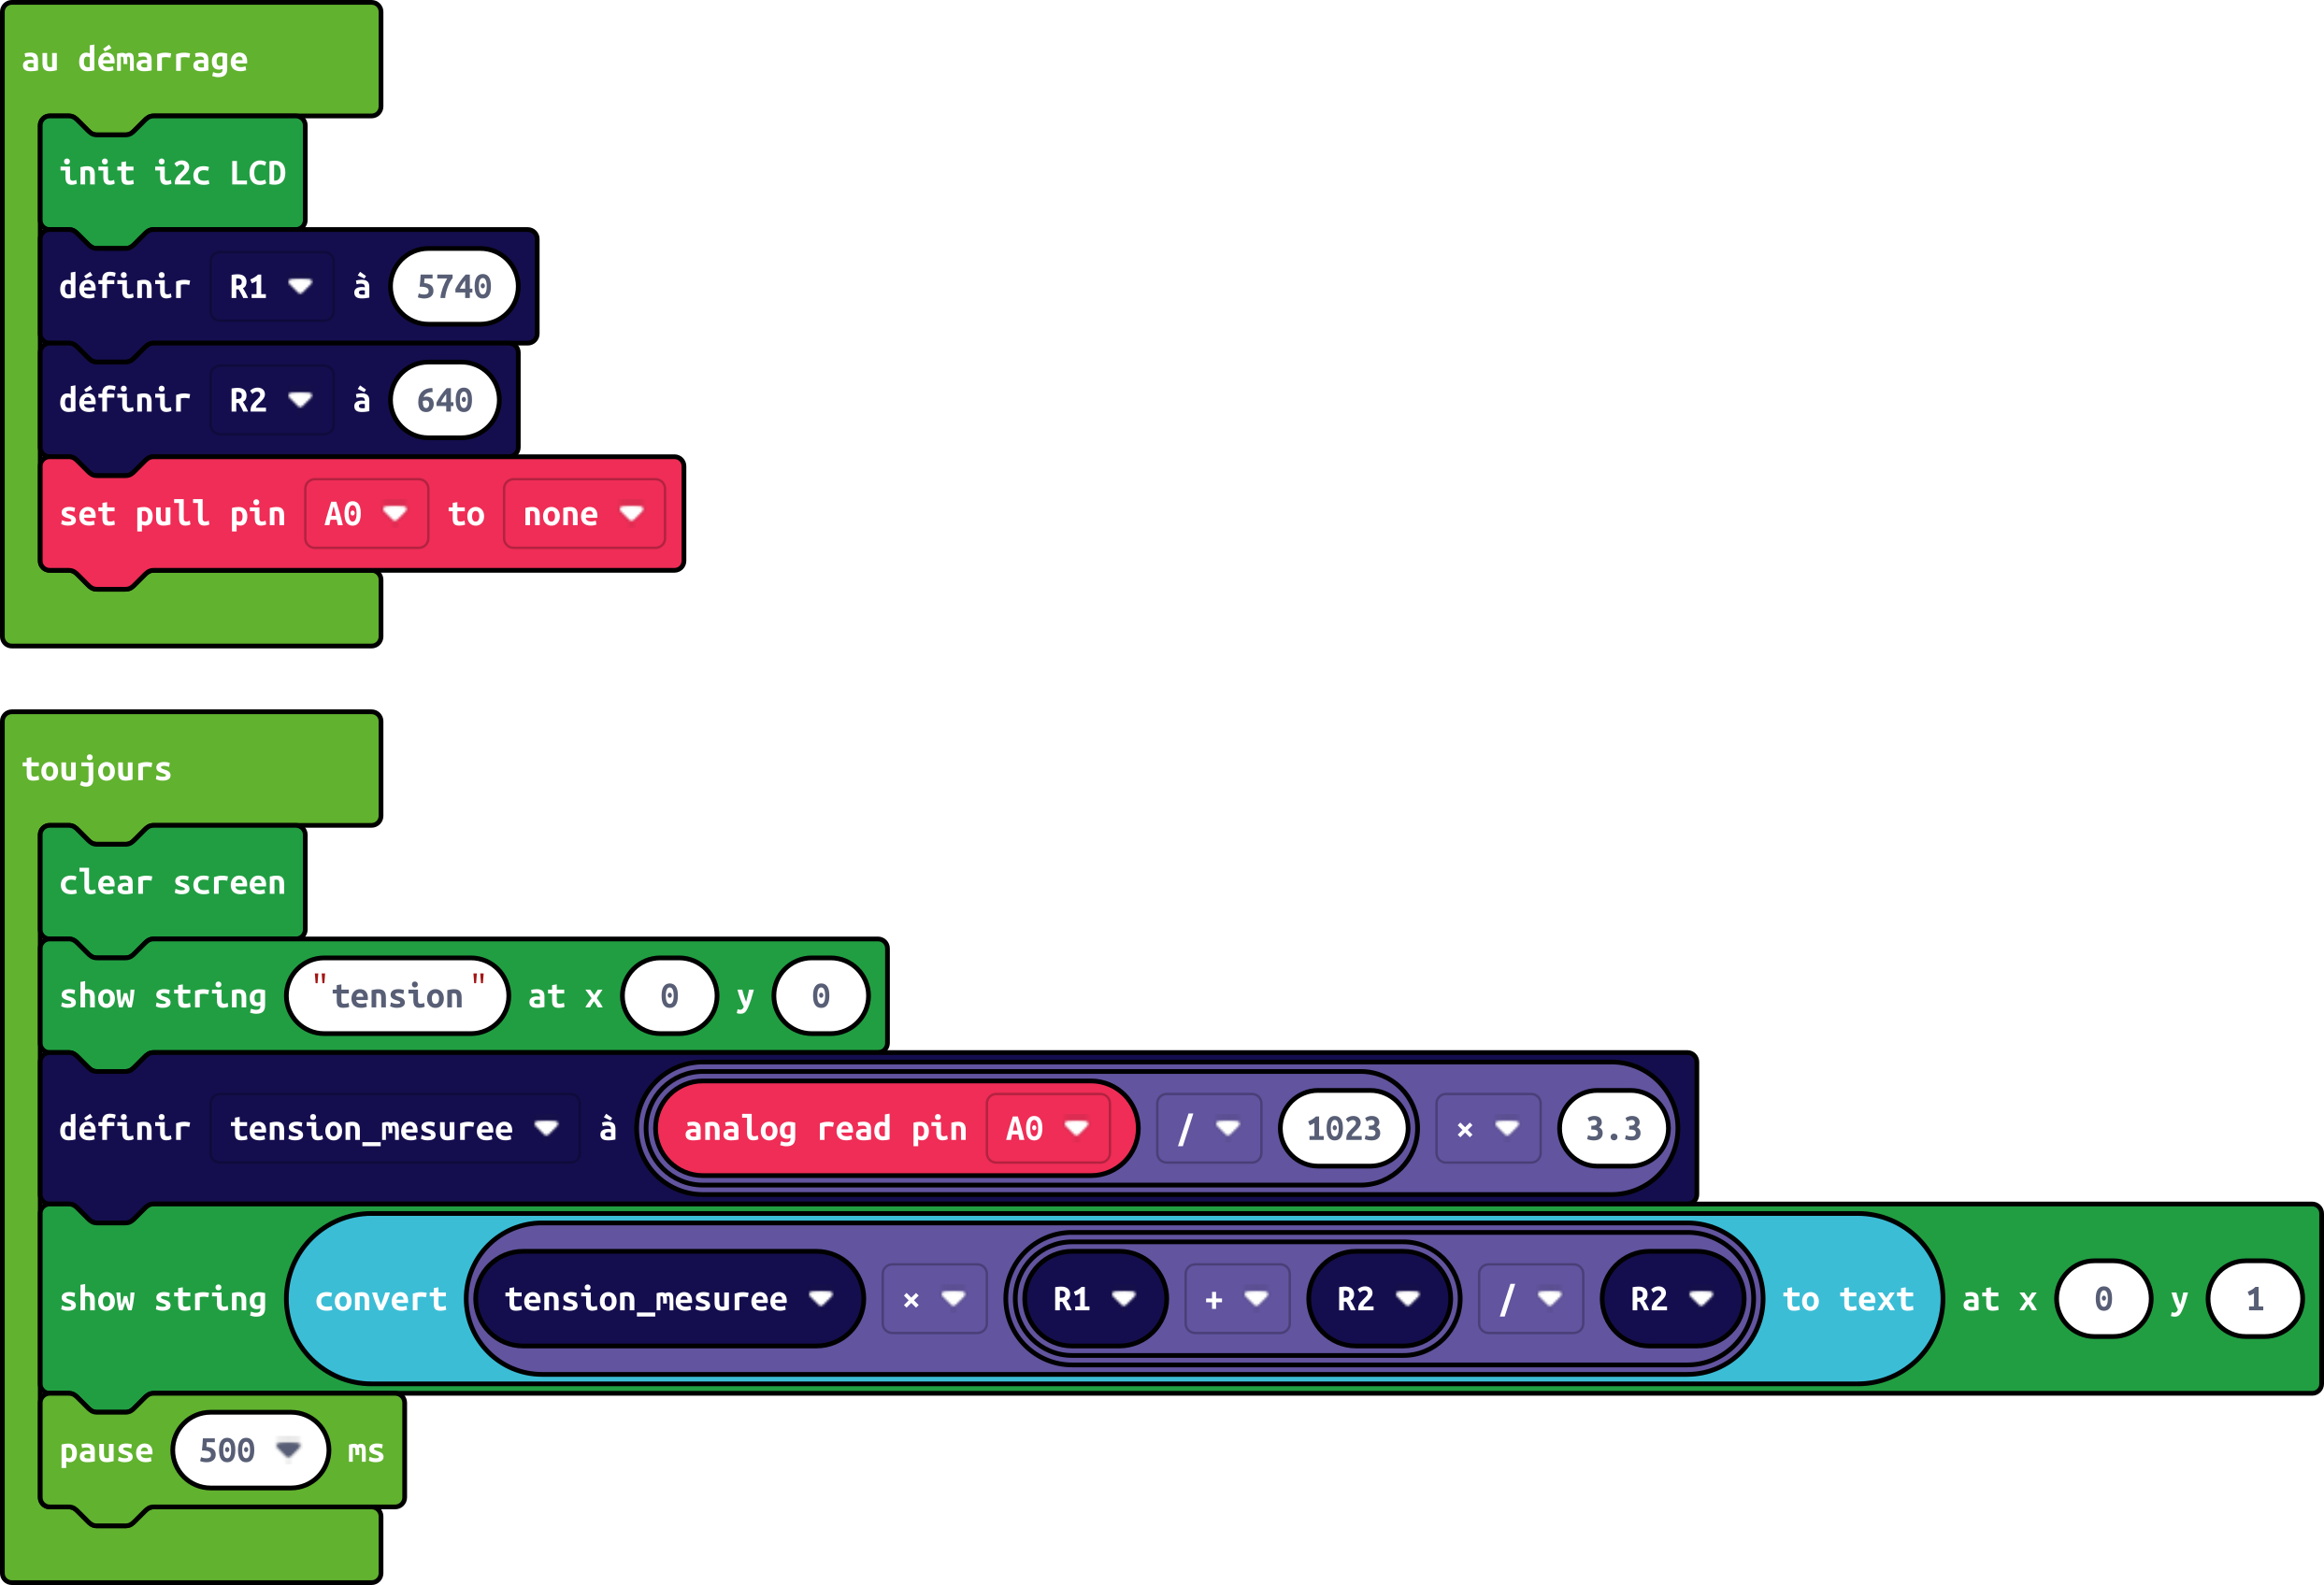 au démarrage
init i2c LCD
définir R1 à 5740
définir R2 à 640
set pull pin A0 to none
toujours
clear screen
show string "tension" at x 0 y 0
définir tension_mesuree à analog read pin A0 / 1023 × 3.3
show string convert tension_mesuree × R1 + R2 / R2 to text at x 0 y 1
pause 500 ms